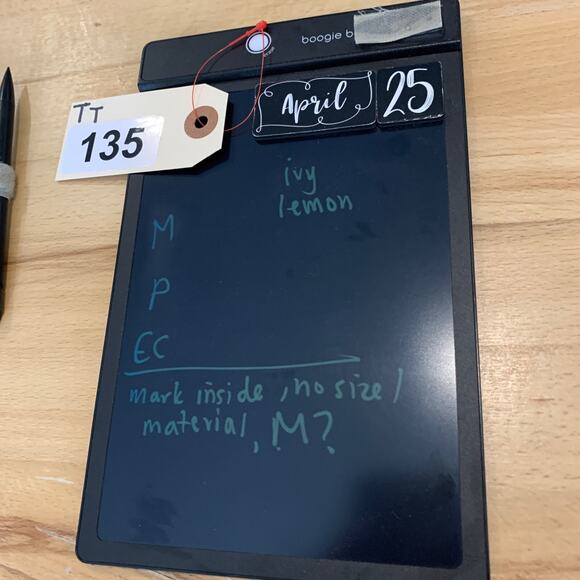 boogie b
TT
135
April 25
ivy
lemon
M
P
EC
mark inside, no size/
material, M?